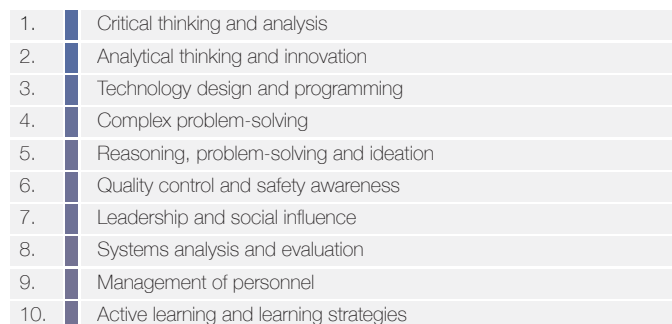 1. Critical thinking and analysis
2. Analytical thinking and innovation
3. Technology design and programming
4. Complex problem-solving
5. Reasoning, problem-solving and ideation
6. Quality control and safety awareness
7. Leadership and social influence
8. Systems analysis and evaluation
9. Management of personnel
10. Active learning and learning strategies